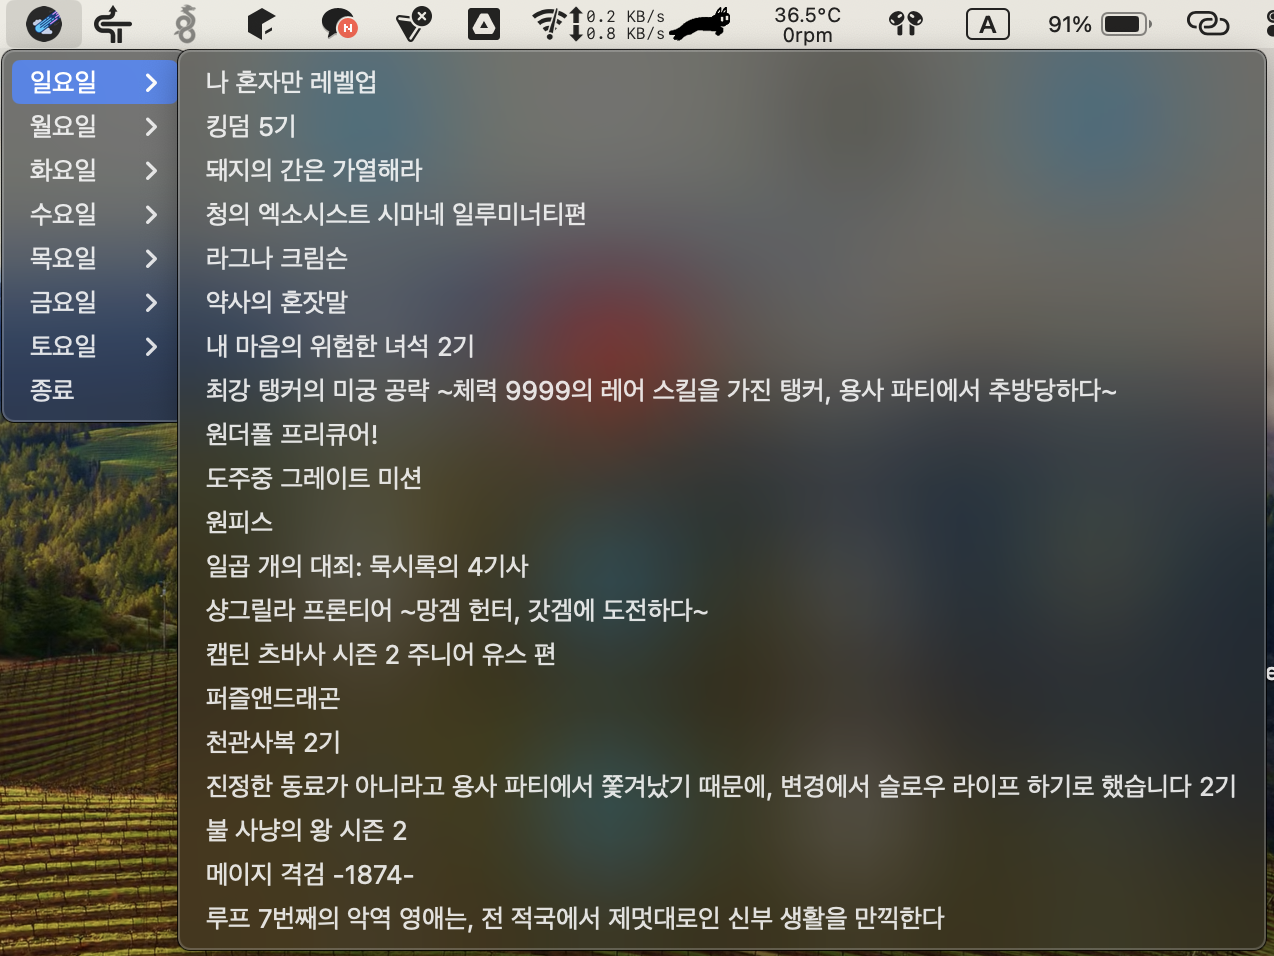 0.2 KB/s
0.8 KB/s
36.5°C
0rpm
A
91%
N
일요일
월요일
화요일
수요일
목요일
금요일
토요일
종료
나 혼자만 레벨업
킹덤 5기
돼지의 간은 가열해라
청의 엑소시스트 시마네 일루미너티편
라그나 크림슨
약사의 혼잣말
내 마음의 위험한 녀석 2기
최강 탱커의 미궁 공략 ~체력 9999의 레어 스킬을 가진 탱커, 용사 파티에서 추방당하다~
원더풀 프리큐어!
도주중 그레이트 미션
원피스
일곱 개의 대죄: 묵시록의 4기사
샹그릴라 프론티어 ~망겜 헌터, 갓겜에 도전하다~
캡틴 츠바사 시즌 2 주니어 유스 편
퍼즐앤드래곤
천관사복 2기
진정한 동료가 아니라고 용사 파티에서 쫓겨났기 때문에, 변경에서 슬로우 라이프 하기로 했습니다 2기
불 사냥의 왕 시즌 2
메이지 격검 -1874-
루프 7번째의 악역 영애는, 전 적국에서 제멋대로인 신부 생활을 만끽한다